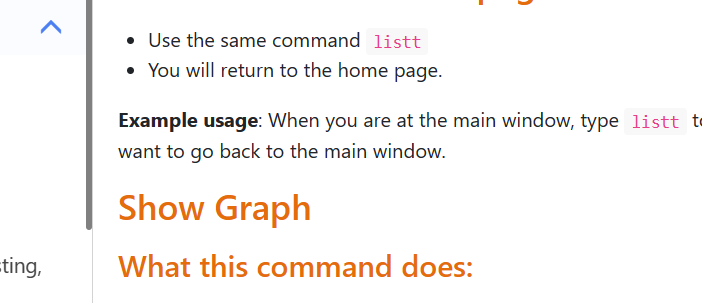 Use the same command listt
You will return to the home page.
Example usage: When you are at the main window, type listt
want to go back to the main window.
Show Graph
sting,
What this command does: